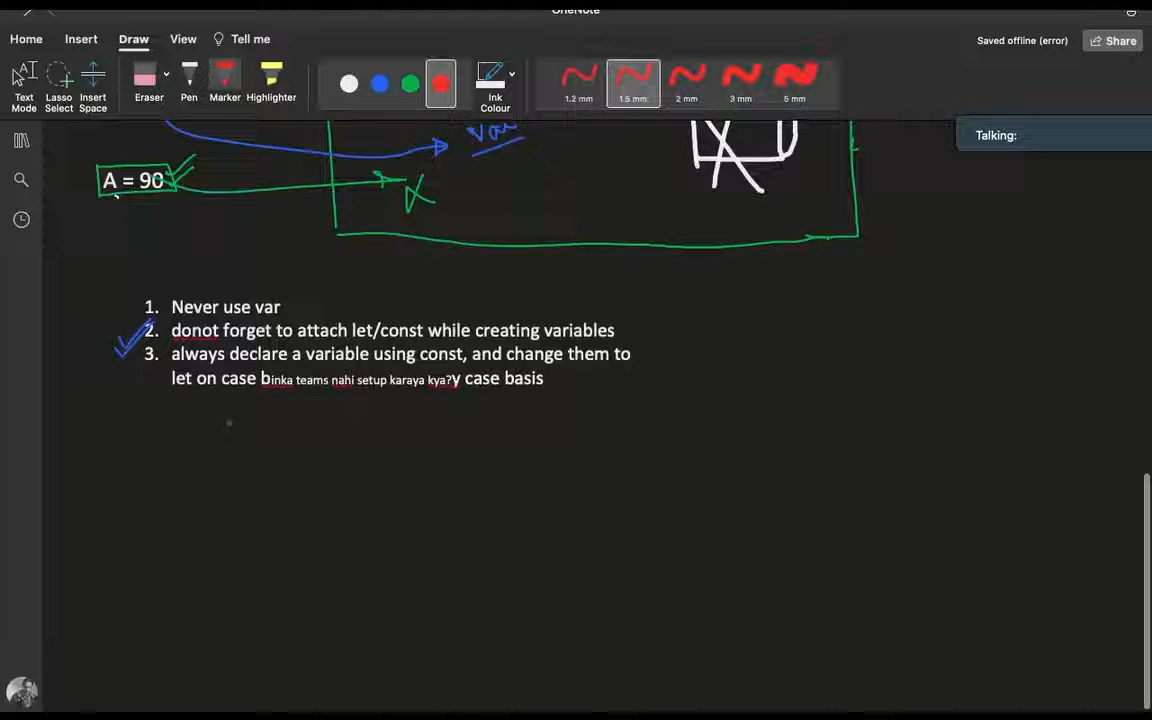 OneNote
Home Insert Draw View Tell me
Saved offline (error) Share
Text Mode Lasso Select Insert Space Eraser Pen Marker Highlighter Ink Colour 1.2 mm 1.5 mm 2 mm 3 mm 5 mm
Talking:
var
A = 90
1. Never use var
2. donot forget to attach let/const while creating variables
3. always declare a variable using const, and change them to
let on case binka teams nahi setup karaya kya?y case basis